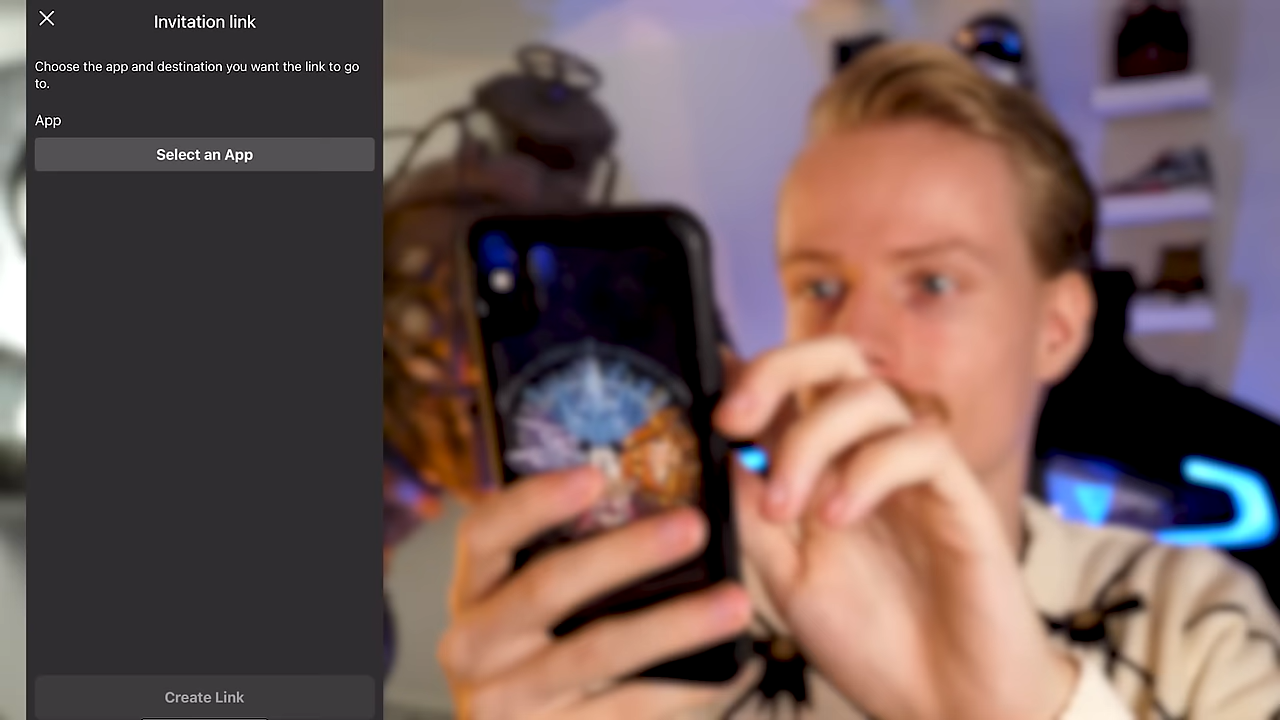 Invitation link
Choose the app and destination you want the link to go
to.
App
Select an App
Create Link